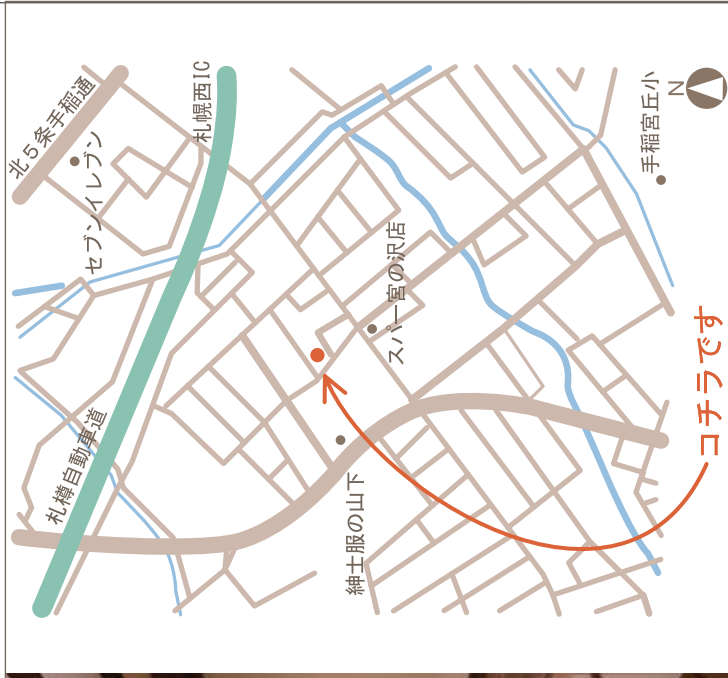 北5条手稲通
札幌西IC
セブンイレブン
N
手稲宮丘小
スパー宮の沢店
コチラです
札樽自動車道
紳士服の山下